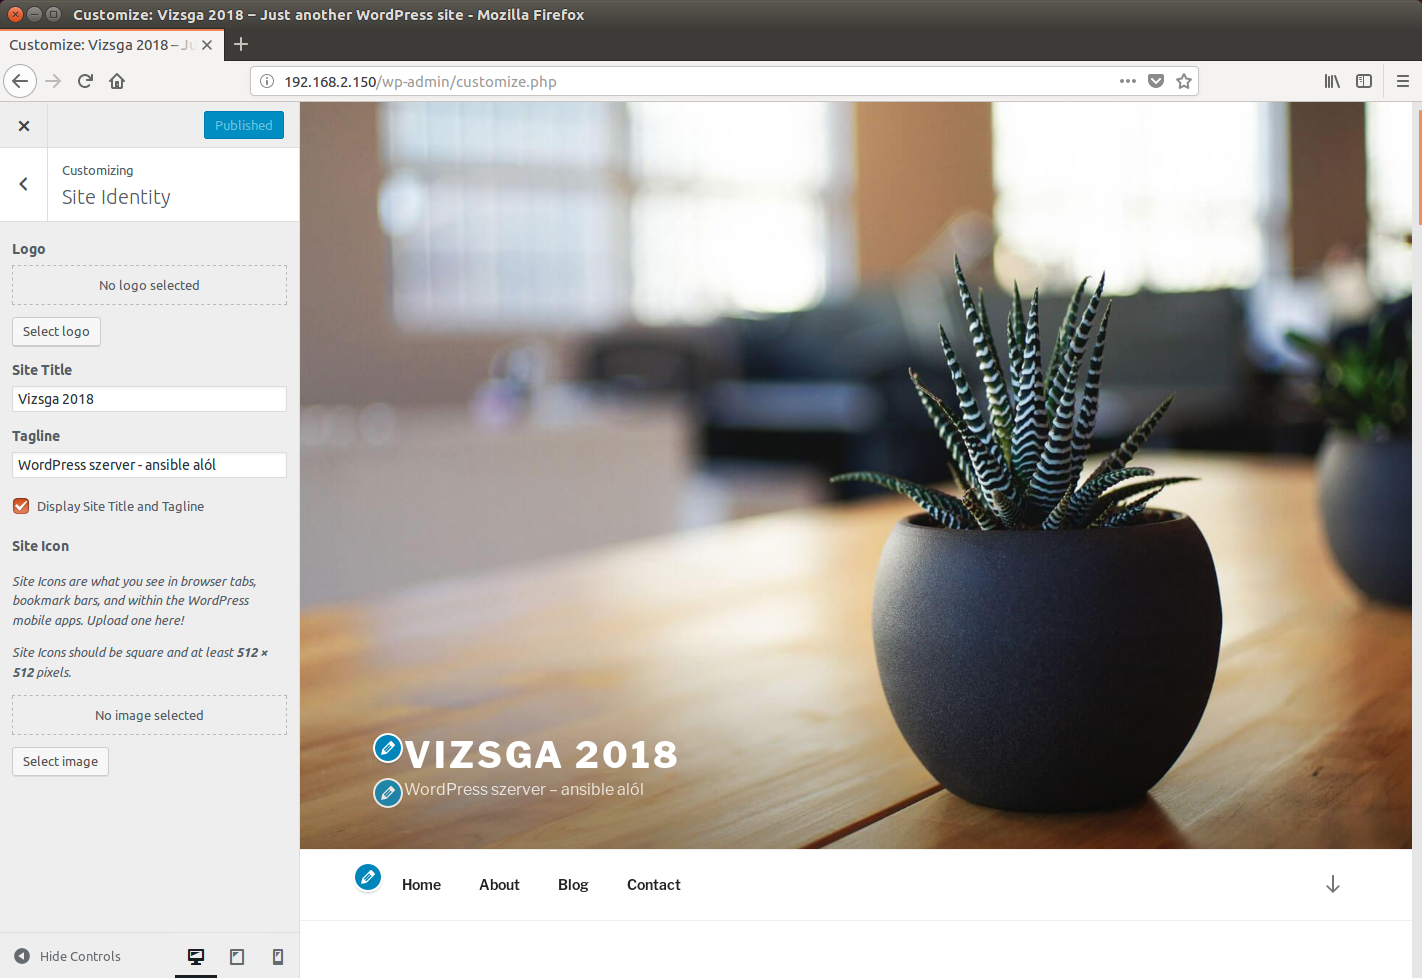 Customize: Vizsga 2018 – Just another WordPress site - Mozilla Firefox
Customize: Vizsga 2018 – Ju
192.168.2.150/wp-admin/customize.php
Published
Customizing
Site Identity
Logo
No logo selected
Select logo
Site Title
Vizsga 2018
Tagline
WordPress szerver - ansible alól
Display Site Title and Tagline
Site Icon
Site Icons are what you see in browser tabs,
bookmark bars, and within the WordPress
mobile apps. Upload one here!
Site Icons should be square and at least 512 ×
512 pixels.
No image selected
Select image
Hide Controls
VIZSGA 2018
WordPress szerver – ansible alól
Home About Blog Contact